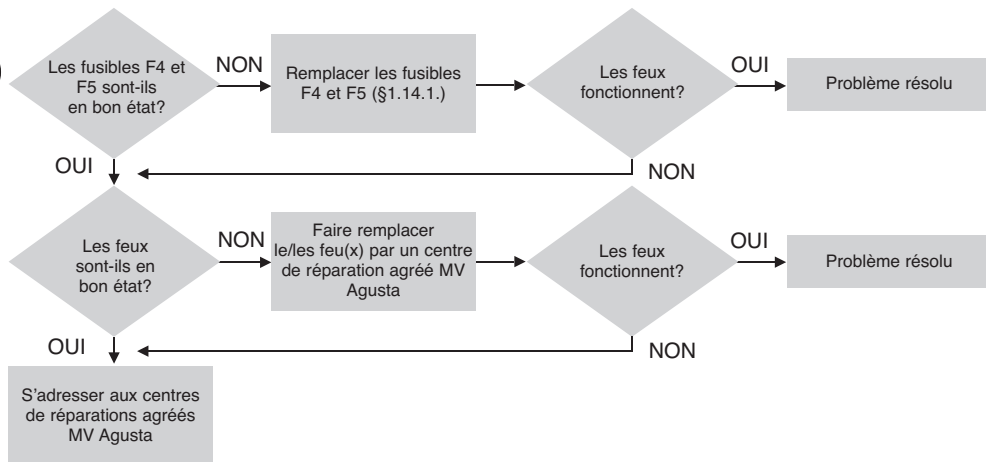 )
Les fusibles F4 et
F5 sont-ils
en bon état?
NON
Remplacer les fusibles
F4 et F5 (§1.14.1.)
Les feux
fonctionnent?
OUI
Problème résolu
OUI
NON
Les feux
sont-ils en
bon état?
NON
Faire remplacer
le/les feu(x) par un centre
de réparation agréé MV
Agusta
Les feux
fonctionnent?
OUI
Problème résolu
OUI
NON
S'adresser aux centres
de réparations agréés
MV Agusta